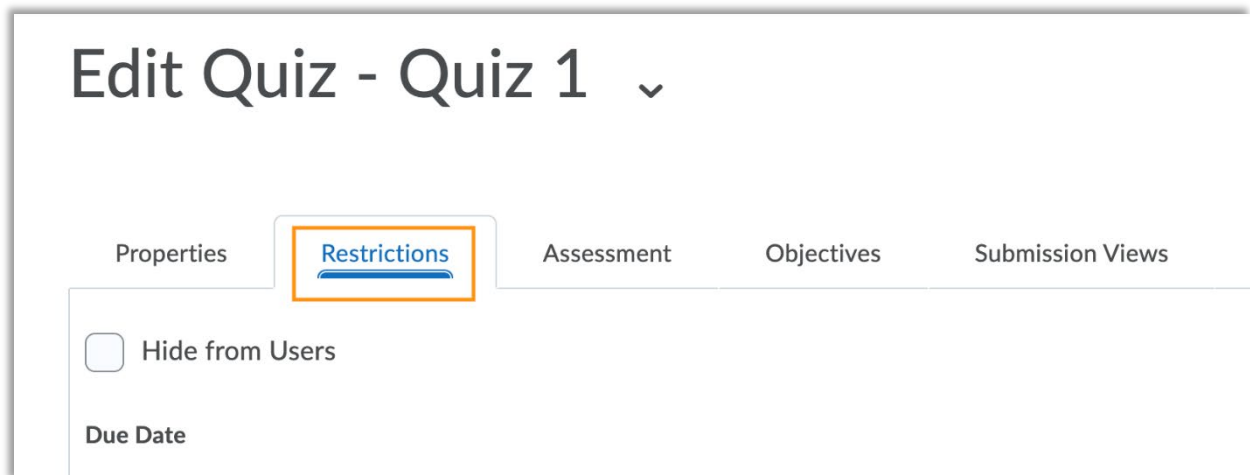 Edit Quiz - Quiz 1
Properties Restrictions Assessment Objectives Submission Views
Hide from Users
Due Date